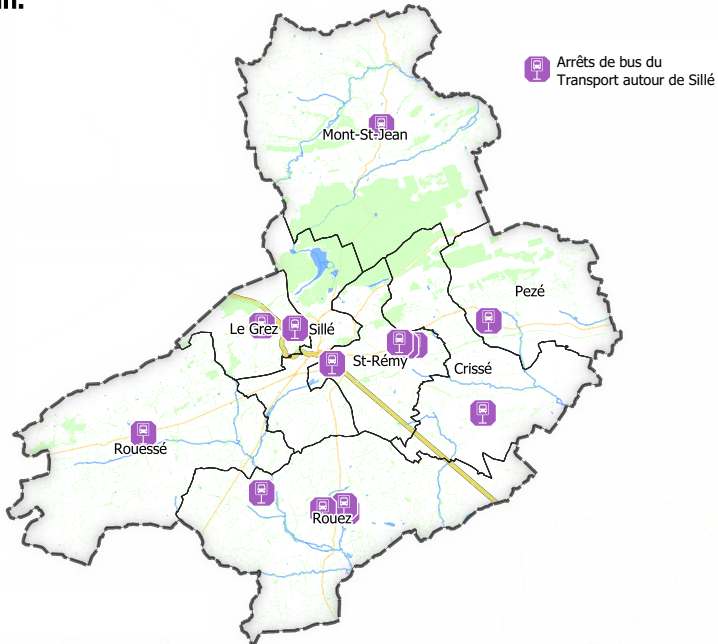 Arrêts de bus du
Transport autour de Sillé
Mont-St-Jean
Pezé
Le Grez
Sillé
St-Rémy
Crissé
Rouessé
Rouez